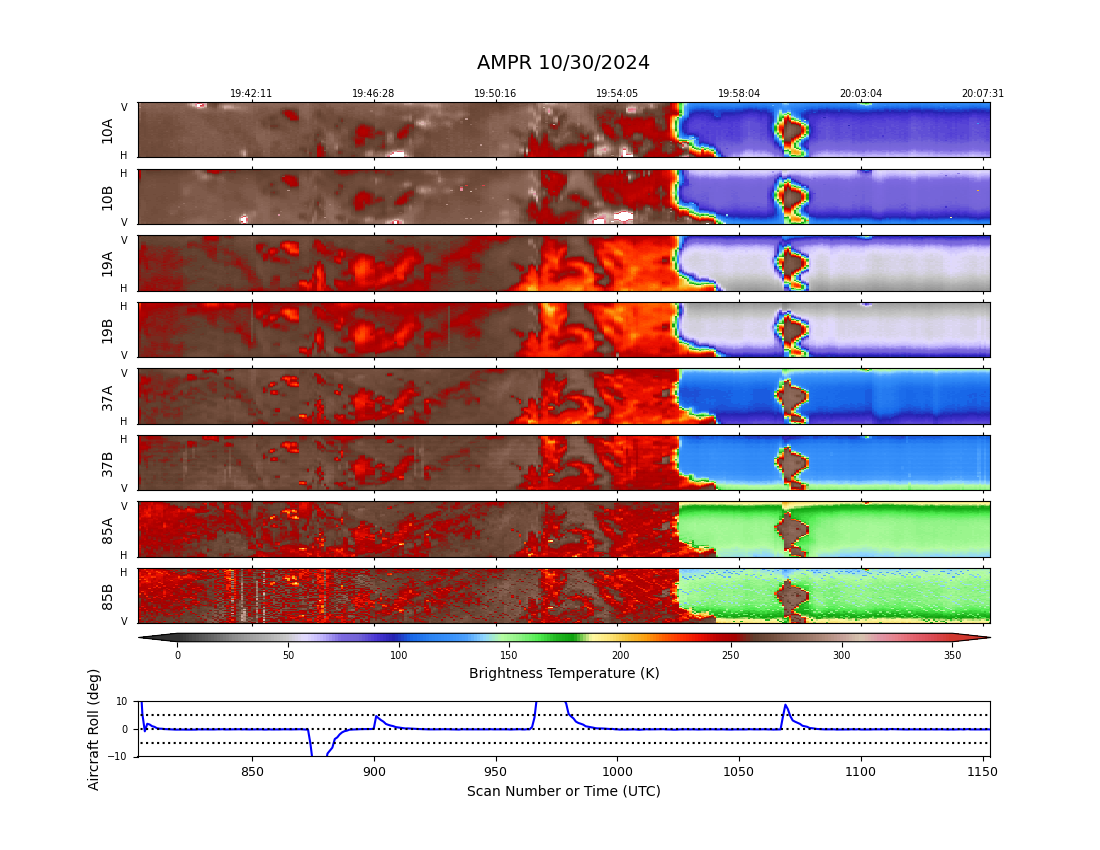 AMPR 10/30/2024
19:42:11 19:46:28 19:50:16 19:54:05 19:58:04 20:03:04 20:07:31
V
10A
H
H
10B
V
V
19A
H
H
19B
V
V
37A
H
H
37B
V
V
85A
H
H
85B
V
0 50 100 150 200 250 300 350
Brightness Temperature (K)
Aircraft Roll (deg)
10
0
−10
850 900 950 1000 1050 1100 1150
Scan Number or Time (UTC)